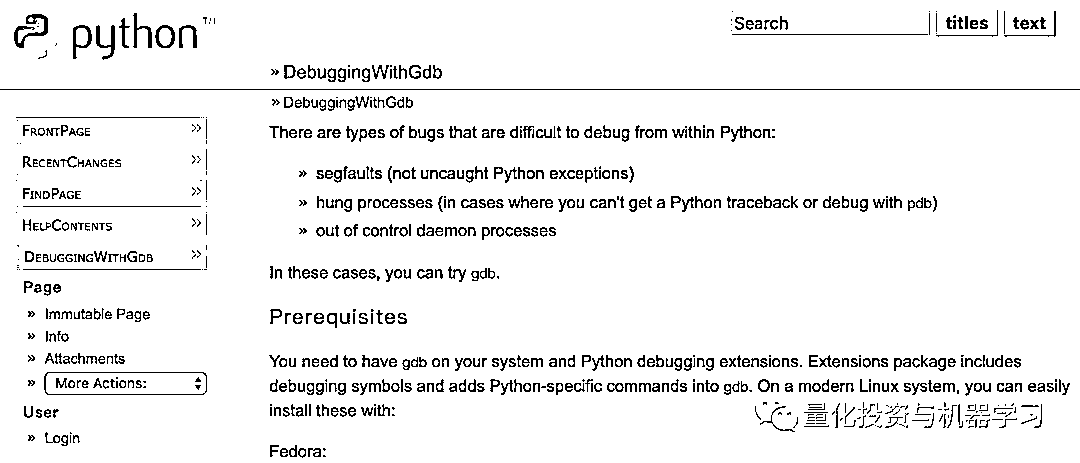 python™
Search titles text
» DebuggingWithGdb
» DebuggingWithGdb
FRONTPAGE »
RECENTCHANGES »
FINDPAGE »
HELPCONTENTS »
DEBUGGINGWITHGDB »
Page
» Immutable Page
» Info
» Attachments
» More Actions:
User
» Login
There are types of bugs that are difficult to debug from within Python:
» segfaults (not uncaught Python exceptions)
» hung processes (in cases where you can't get a Python traceback or debug with pdb)
» out of control daemon processes
In these cases, you can try gdb.
Prerequisites
You need to have gdb on your system and Python debugging extensions. Extensions package includes
debugging symbols and adds Python-specific commands into gdb. On a modern Linux system, you can easily
install these with:
Fedora:
量化投资与机器学习